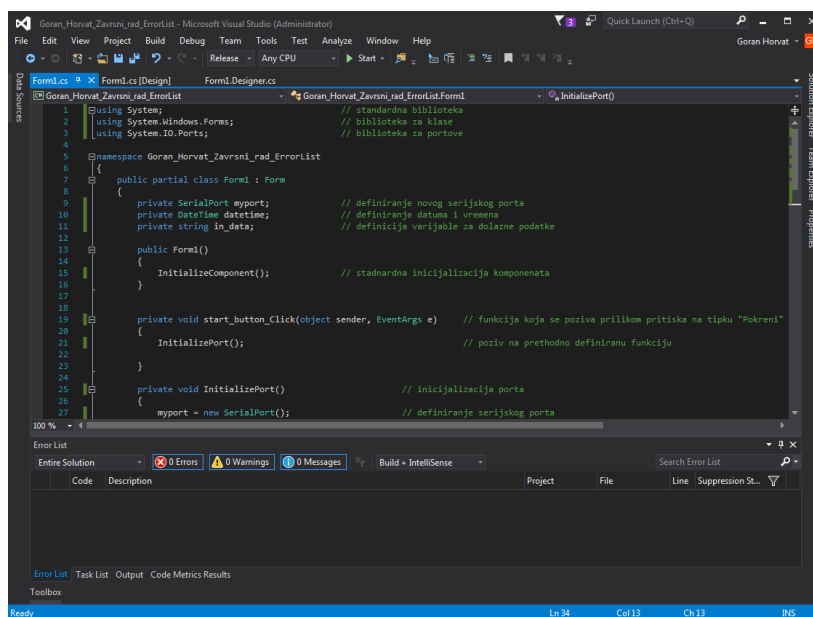 Goran_Horvat_Zavrsni_rad_ErrorList - Microsoft Visual Studio (Administrator) 3 Quick Launch (Ctrl+Q)
File Edit View Project Build Debug Team Tools Test Analyze Window Help Goran Horvat
Release Any CPU Start
Form1.cs Form1.cs [Design] Form1.Designer.cs
Goran_Horvat_Zavrsni_rad_ErrorList Goran_Horvat_Zavrsni_rad_ErrorList.Form1 InitializePort()
1 using System; // standardna biblioteka
2 using System.Windows.Forms; // biblioteka za klase
3 using System.IO.Ports; // biblioteka za portove
4
5 namespace Goran_Horvat_Zavrsni_rad_ErrorList
6 {
7 public partial class Form1 : Form
8 {
9 private SerialPort myport; // definiranje novog serijskog porta
10 private DateTime datetime; // definiranje datuma i vremena
11 private string in_data; // definicija varijable za dolazne podatke
12
13 public Form1()
14 {
15 InitializeComponent(); // stadnardna inicijalizacija komponenata
16 }
17
18
19 private void start_button_Click(object sender, EventArgs e) // funkcija koja se poziva prilikom pritiska na tipku "Pokreni"
20 {
21 InitializePort(); // poziv na prethodno definiranu funkciju
22
23 }
24
25 private void InitializePort() // inicijalizacija porta
26 {
27 myport = new SerialPort(); // definiranje serijskog porta
100 %
Data Sources
Solution Explorer
Team Explorer
Properties
Error List
Entire Solution 0 Errors 0 Warnings 0 Messages Build + IntelliSense Search Error List
Code Description Project File Line Suppression St...
Error List Task List Output Code Metrics Results
Toolbox
Ready Ln 34 Col 13 Ch 13 INS